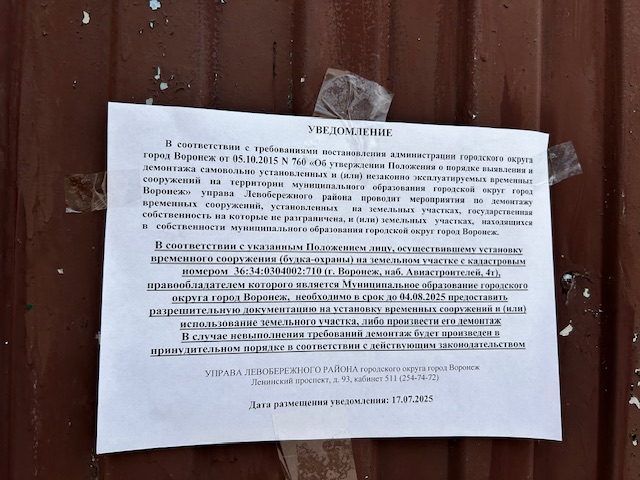 УВЕДОМЛЕНИЕ
В соответствии с требованиями постановления администрации городского округа
город Воронеж от 05.10.2015 N 760 «Об утверждении Положения о порядке выявления и
демонтажа самовольно установленных и (или) незаконно эксплуатируемых временных
сооружений на территории муниципального образования городской округ город
Воронеж» управа Левобережного района проводит мероприятия по демонтажу
временных сооружений, установленных на земельных участках, государственная
собственность на которые не разграничена, и (или) земельных участках, находящихся
в собственности муниципального образования городской округ город Воронеж.
В соответствии с указанным Положением лицу, осуществившему установку
временного сооружения (будка-охраны) на земельном участке с кадастровым
номером 36:34:0304002:710 (г. Воронеж, наб. Авиастроителей, 4т),
правообладателем которого является Муниципальное образование городского
округа город Воронеж, необходимо в срок до 04.08.2025 предоставить
разрешительную документацию на установку временных сооружений и (или)
использование земельного участка, либо произвести его демонтаж
В случае невыполнения требований демонтаж будет произведен в
принудительном порядке в соответствии с действующим законодательством
УПРАВА ЛЕВОБЕРЕЖНОГО РАЙОНА городского округа город Воронеж
Ленинский проспект, д. 93, кабинет 511 (254-74-72)
Дата размещения уведомления: 17.07.2025